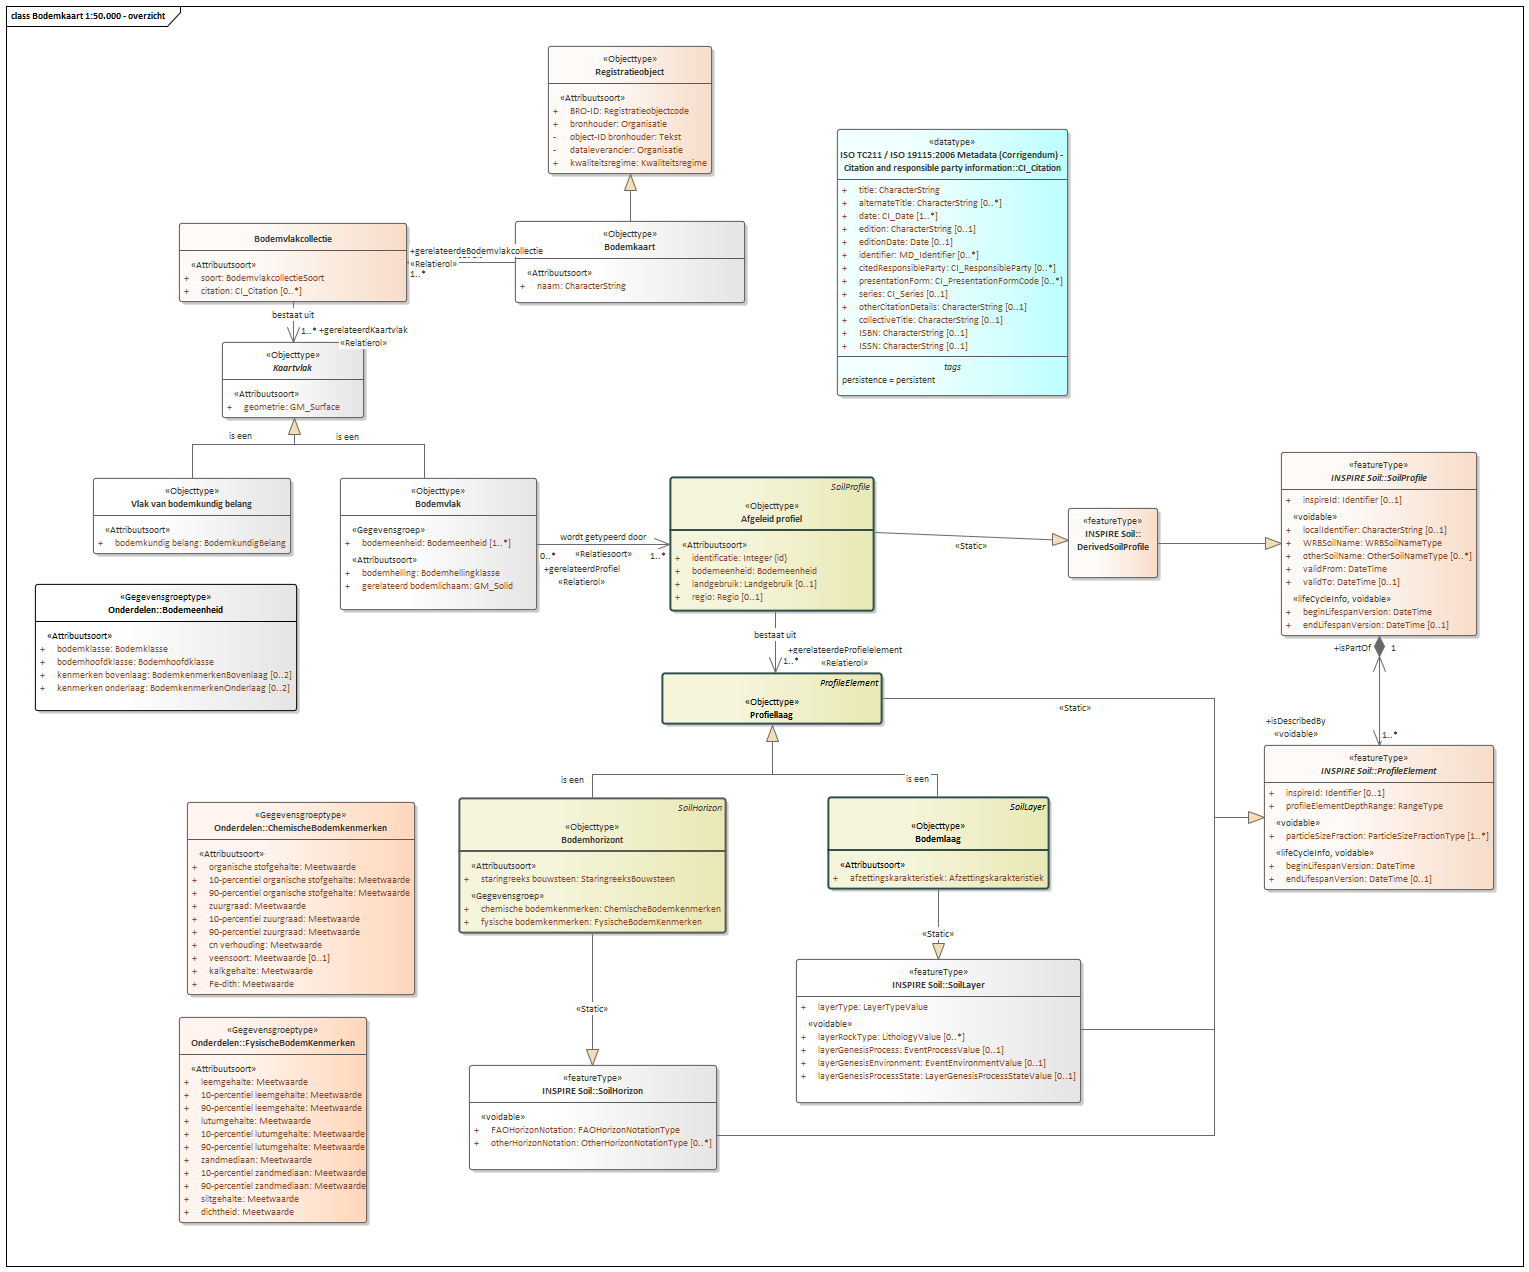 class Bodemkaart 1:50.000 - overzicht
«Objecttype»
Registratieobject
«Attribuutsoort»
+ BRO-ID: Registratieobjectcode
+ bronhouder: Organisatie
- object-ID bronhouder: Tekst
- dataleverancier: Organisatie
+ kwaliteitsregime: Kwaliteitsregime
«datatype»
ISO TC211 / ISO 19115:2006 Metadata (Corrigendum) -
Citation and responsible party information::CI_Citation
+ title: CharacterString
+ alternateTitle: CharacterString [0..*]
+ date: CI_Date [1..*]
+ edition: CharacterString [0..1]
+ editionDate: Date [0..1]
+ identifier: MD_Identifier [0..*]
+ citedResponsibleParty: CI_ResponsibleParty [0..*]
+ presentationForm: CI_PresentationFormCode [0..*]
+ series: CI_Series [0..1]
+ otherCitationDetails: CharacterString [0..1]
+ collectiveTitle: CharacterString [0..1]
+ ISBN: CharacterString [0..1]
+ ISSN: CharacterString [0..1]
tags
persistence = persistent
Bodemvlakcollectie
«Attribuutsoort»
+ soort: BodemvlakcollectieSoort
+ citation: CI_Citation [0..*]
+gerelateerdeBodemvlakcollectie
«Relatierol»
1..*
«Objecttype»
Bodemkaart
«Attribuutsoort»
+ naam: CharacterString
bestaat uit
1..* +gerelateerdKaartvlak
«Relatierol»
«Objecttype»
Kaartvlak
«Attribuutsoort»
+ geometrie: GM_Surface
is een
is een
«Objecttype»
Vlak van bodemkundig belang
«Attribuutsoort»
+ bodemkundig belang: BodemkundigBelang
«Objecttype»
Bodemvlak
«Gegevensgroep»
+ bodemeenheid: Bodemeenheid [1..*]
«Attribuutsoort»
+ bodemhelling: Bodemhellingklasse
+ gerelateerd bodemlichaam: GM_Solid
wordt getypeerd door
0..* «Relatiesoort» 1..*
+gerelateerdProfiel
«Relatierol»
SoilProfile
«Objecttype»
Afgeleid profiel
«Attribuutsoort»
+ identificatie: Integer {id}
+ bodemeenheid: Bodemeenheid
+ landgebruik: Landgebruik [0..1]
+ regio: Regio [0..1]
«Static»
«featureType»
INSPIRE Soil::
DerivedSoilProfile
«featureType»
INSPIRE Soil::SoilProfile
+ inspireId: Identifier [0..1]
«voidable»
+ localIdentifier: CharacterString [0..1]
+ WRBSoilName: WRBSoilNameType
+ otherSoilName: OtherSoilNameType [0..*]
+ validFrom: DateTime
+ validTo: DateTime [0..1]
«lifeCycleInfo, voidable»
+ beginLifespanVersion: DateTime
+ endLifespanVersion: DateTime [0..1]
+isPartOf 1
+isDescribedBy
«voidable»
1..*
«Gegevensgroeptype»
Onderdelen::Bodemeenheid
«Attribuutsoort»
+ bodemklasse: Bodemklasse
+ bodemhoofdklasse: Bodemhoofdklasse
+ kenmerken bovenlaag: BodemkenmerkenBovenlaag [0..2]
+ kenmerken onderlaag: BodemkenmerkenOnderlaag [0..2]
bestaat uit
+gerelateerdeProfielelement
1..* «Relatierol»
ProfileElement
«Objecttype»
Profiellaag
«Static»
is een
is een
«featureType»
INSPIRE Soil::ProfileElement
+ inspireId: Identifier [0..1]
+ profileElementDepthRange: RangeType
«voidable»
+ particleSizeFraction: ParticleSizeFractionType [1..*]
«lifeCycleInfo, voidable»
+ beginLifespanVersion: DateTime
+ endLifespanVersion: DateTime [0..1]
«Gegevensgroeptype»
Onderdelen::ChemischeBodemkenmerken
«Attribuutsoort»
+ organische stofgehalte: Meetwaarde
+ 10-percentiel organische stofgehalte: Meetwaarde
+ 90-percentiel organische stofgehalte: Meetwaarde
+ zuurgraad: Meetwaarde
+ 10-percentiel zuurgraad: Meetwaarde
+ 90-percentiel zuurgraad: Meetwaarde
+ cn verhouding: Meetwaarde
+ veensoort: Meetwaarde [0..1]
+ kalkgehalte: Meetwaarde
+ Fe-dith: Meetwaarde
SoilHorizon
«Objecttype»
Bodemhorizont
«Attribuutsoort»
+ staringreeks bouwsteen: StaringreeksBouwsteen
«Gegevensgroep»
+ chemische bodemkenmerken: ChemischeBodemkenmerken
+ fysische bodemkenmerken: FysischeBodemKenmerken
SoilLayer
«Objecttype»
Bodemlaag
«Attribuutsoort»
+ afzettingskarakteristiek: Afzettingskarakteristiek
«Static»
«Static»
«featureType»
INSPIRE Soil::SoilLayer
+ layerType: LayerTypeValue
«voidable»
+ layerRockType: LithologyValue [0..*]
+ layerGenesisProcess: EventProcessValue [0..1]
+ layerGenesisEnvironment: EventEnvironmentValue [0..1]
+ layerGenesisProcessState: LayerGenesisProcessStateValue [0..1]
«Gegevensgroeptype»
Onderdelen::FysischeBodemKenmerken
«Attribuutsoort»
+ leemgehalte: Meetwaarde
+ 10-percentiel leemgehalte: Meetwaarde
+ 90-percentiel leemgehalte: Meetwaarde
+ lutumgehalte: Meetwaarde
+ 10-percentiel lutumgehalte: Meetwaarde
+ 90-percentiel lutumgehalte: Meetwaarde
+ zandmediaan: Meetwaarde
+ 10-percentiel zandmediaan: Meetwaarde
+ 90-percentiel zandmediaan: Meetwaarde
+ siltgehalte: Meetwaarde
+ dichtheid: Meetwaarde
«featureType»
INSPIRE Soil::SoilHorizon
«voidable»
+ FAOHorizonNotation: FAOHorizonNotationType
+ otherHorizonNotation: OtherHorizonNotationType [0..*]